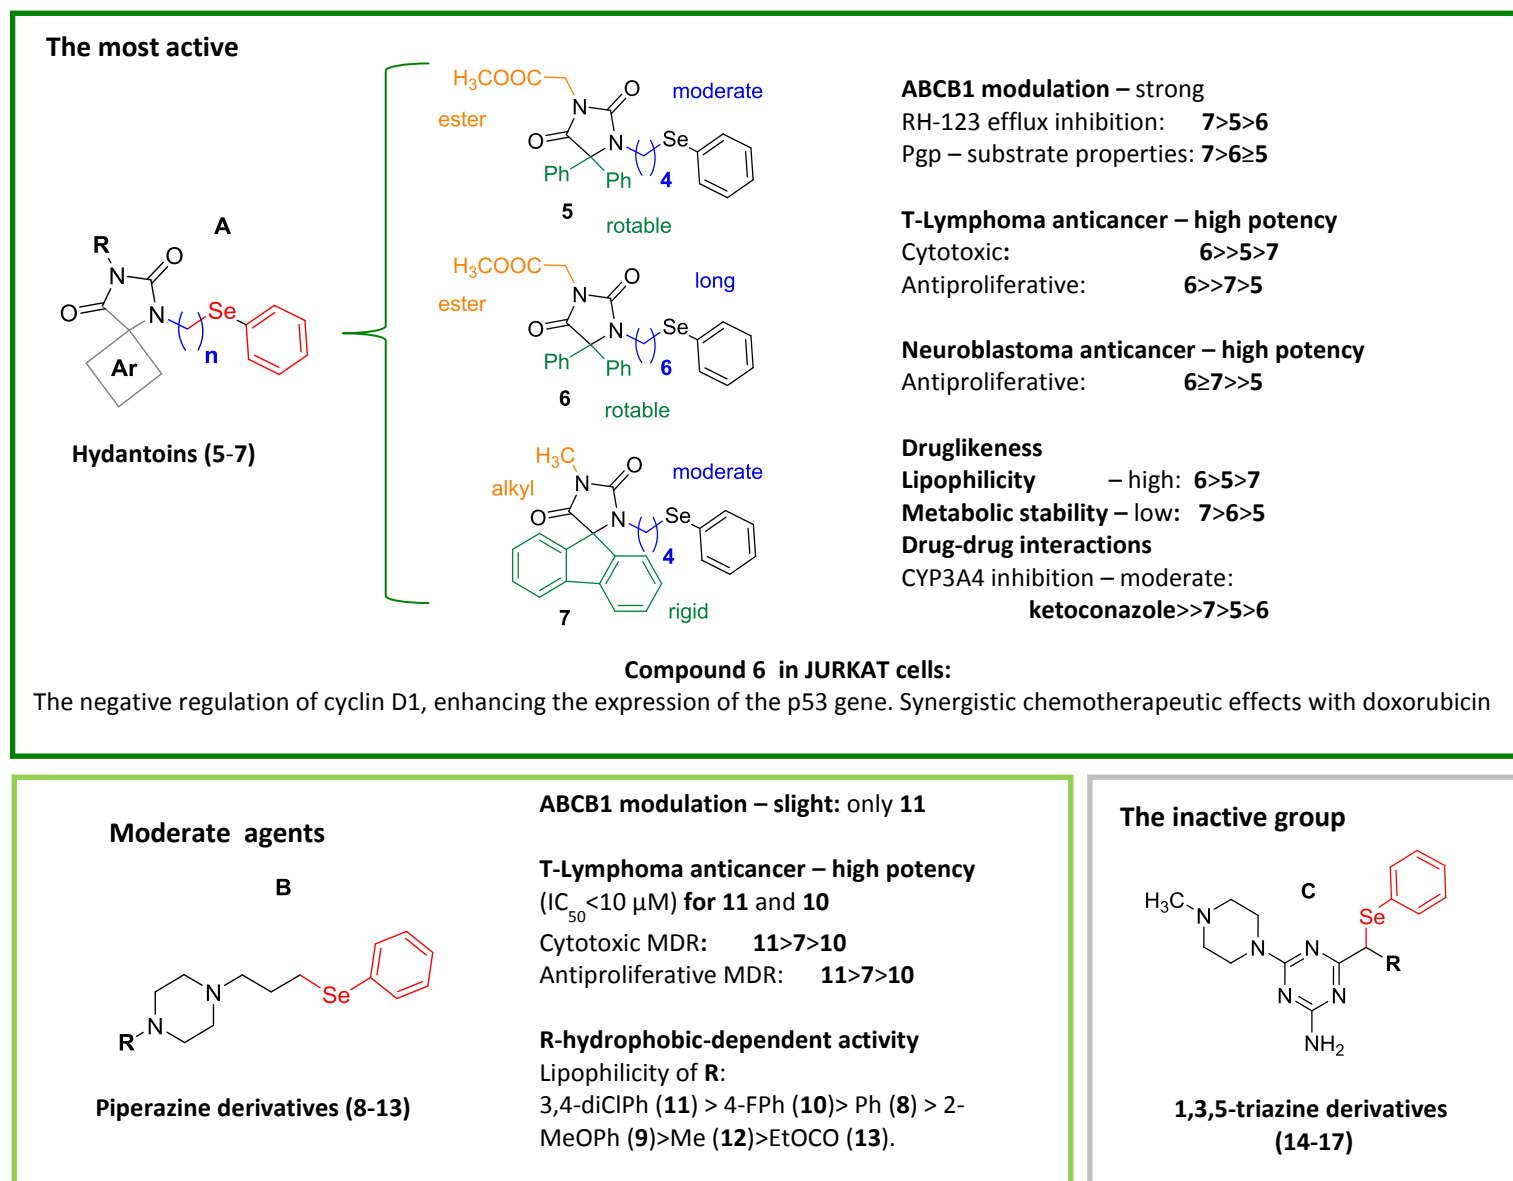 The most active
A
R
N
O
O
N
Se
n
Ar
Hydantoins (5-7)
H3COOC
ester
N
O
O
N
Se
moderate
Ph
Ph
4
5
rotable
H3COOC
ester
N
O
O
N
Se
long
Ph
Ph
6
6
rotable
H3C
alkyl
N
O
O
N
Se
moderate
4
7
rigid
ABCB1 modulation – strong
RH-123 efflux inhibition: 7>5>6
Pgp – substrate properties: 7>6≥5
T-Lymphoma anticancer – high potency
Cytotoxic: 6>>5>7
Antiproliferative: 6>>7>5
Neuroblastoma anticancer – high potency
Antiproliferative: 6≥7>>5
Druglikeness
Lipophilicity – high: 6>5>7
Metabolic stability – low: 7>6>5
Drug-drug interactions
CYP3A4 inhibition – moderate:
ketoconazole>>7>5>6
Compound 6 in JURKAT cells:
The negative regulation of cyclin D1, enhancing the expression of the p53 gene. Synergistic chemotherapeutic effects with doxorubicin
Moderate agents
B
N
Se
N
R
Piperazine derivatives (8-13)
ABCB1 modulation – slight: only 11
T-Lymphoma anticancer – high potency
(IC50<10 µM) for 11 and 10
Cytotoxic MDR: 11>7>10
Antiproliferative MDR: 11>7>10
R-hydrophobic-dependent activity
Lipophilicity of R:
3,4-diClPh (11) > 4-FPh (10)> Ph (8) > 2-
MeOPh (9)>Me (12)>EtOCO (13).
The inactive group
C
H3C
N
N
Se
R
N
N
N
NH2
1,3,5-triazine derivatives
(14-17)